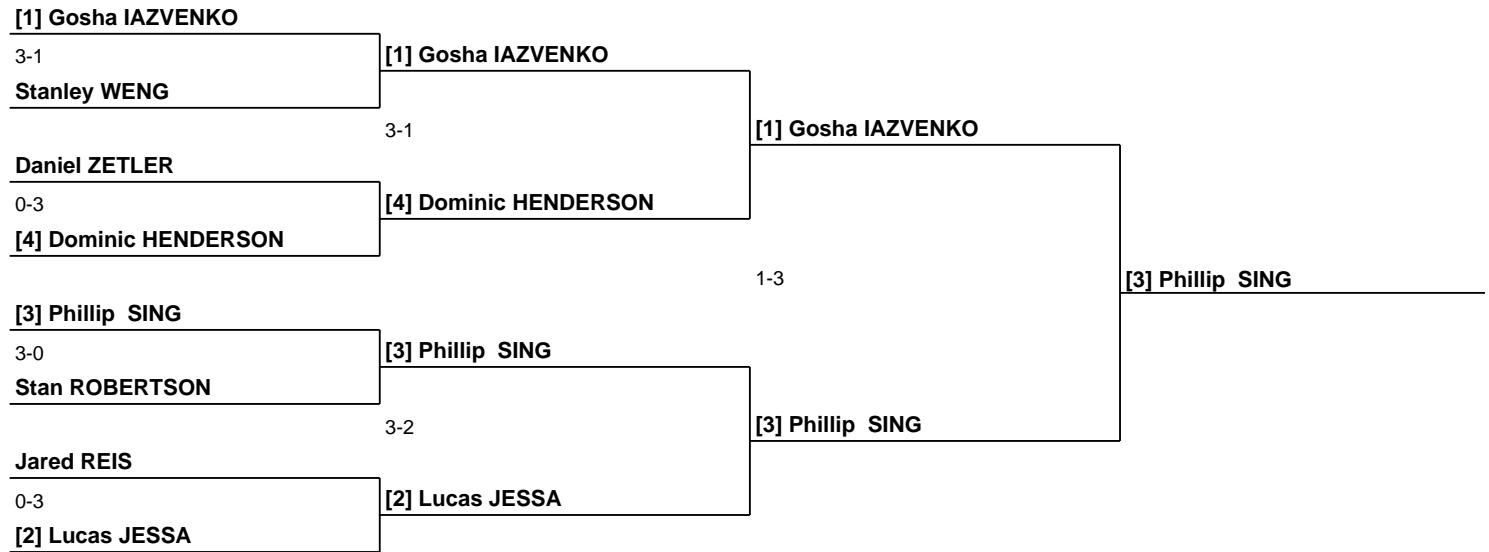 [1] Gosha IAZVENKO
3-1
[1] Gosha IAZVENKO
Stanley WENG
3-1
[1] Gosha IAZVENKO
Daniel ZETLER
0-3
[4] Dominic HENDERSON
[4] Dominic HENDERSON
1-3
[3] Phillip  SING
[3] Phillip  SING
3-0
[3] Phillip  SING
Stan ROBERTSON
3-2
[3] Phillip  SING
Jared REIS
0-3
[2] Lucas JESSA
[2] Lucas JESSA